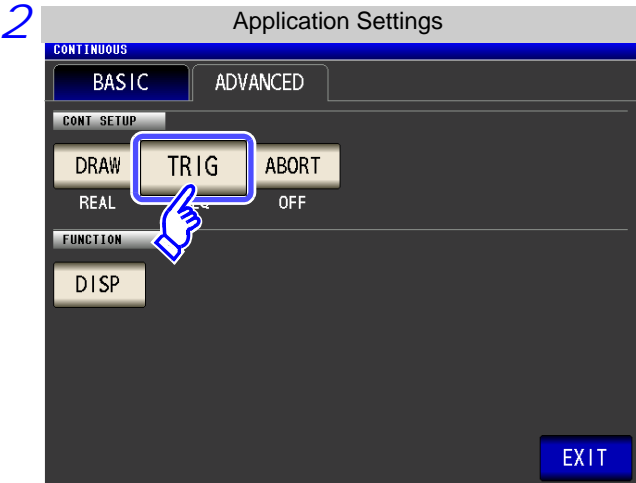 2 Application Settings
CONTINUOUS
BASIC ADVANCED
CONT SETUP
DRAW TRIG ABORT
REAL OFF
FUNCTION
DISP
EXIT